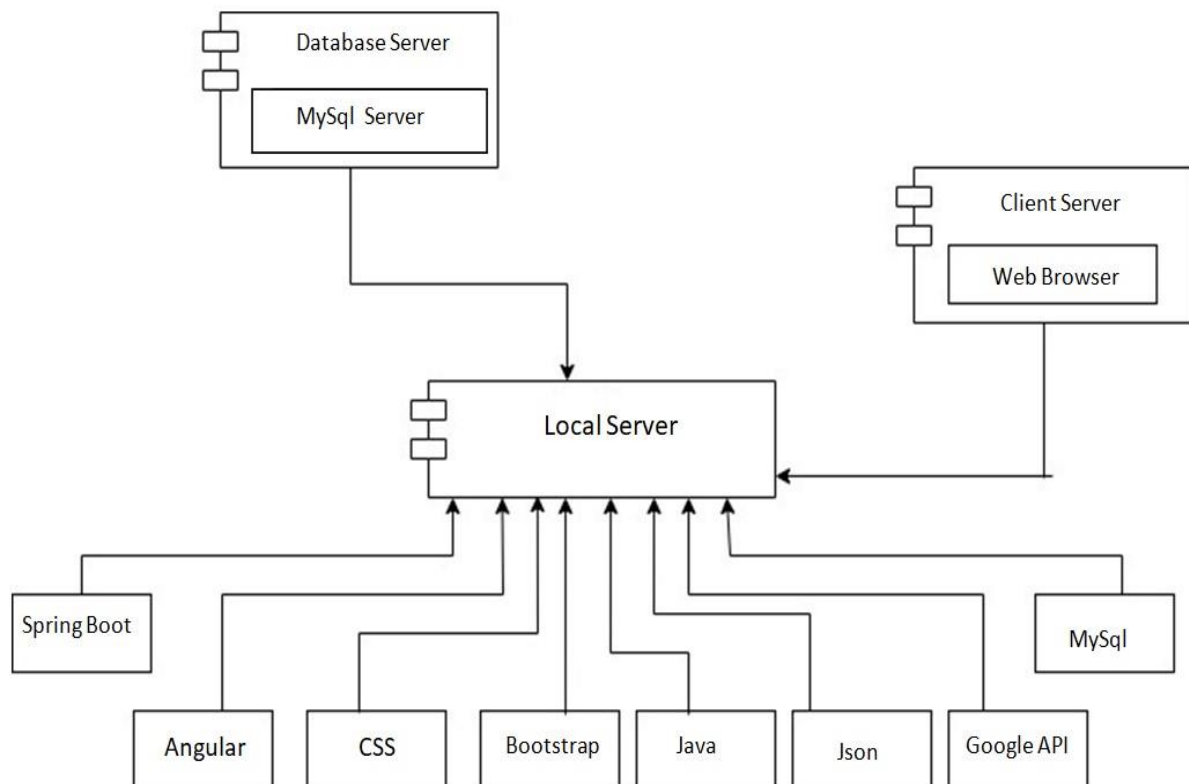 Database Server
MySql Server
Client Server
Web Browser
Local Server
Spring Boot
MySql
Angular
CSS
Bootstrap
Java
Json
Google API